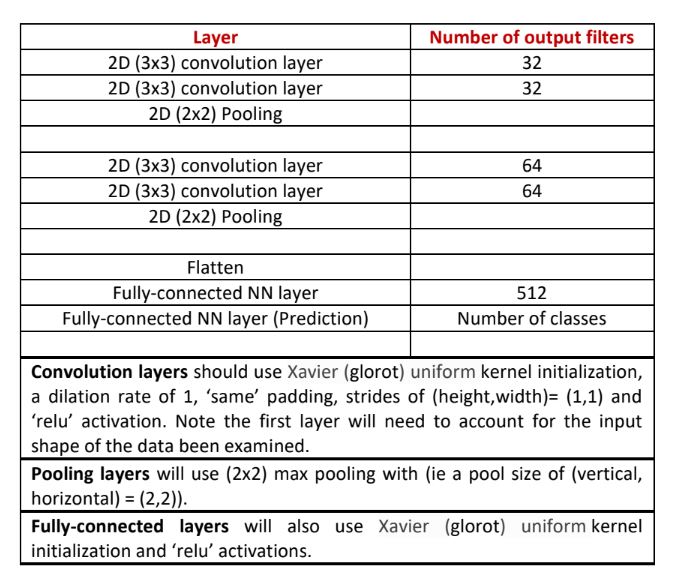 Layer Number of output filters
2D (3x3) convolution layer 32
2D (3x3) convolution layer 32
2D (2x2) Pooling
2D (3x3) convolution layer 64
2D (3x3) convolution layer 64
2D (2x2) Pooling
Flatten
Fully-connected NN layer 512
Fully-connected NN layer (Prediction) Number of classes
Convolution layers should use Xavier (glorot) uniform kernel initialization,
a dilation rate of 1, ‘same’ padding, strides of (height,width)= (1,1) and
‘relu’ activation. Note the first layer will need to account for the input
shape of the data been examined.
Pooling layers will use (2x2) max pooling with (ie a pool size of (vertical,
horizontal) = (2,2)).
Fully-connected layers will also use Xavier (glorot) uniform kernel
initialization and ‘relu’ activations.